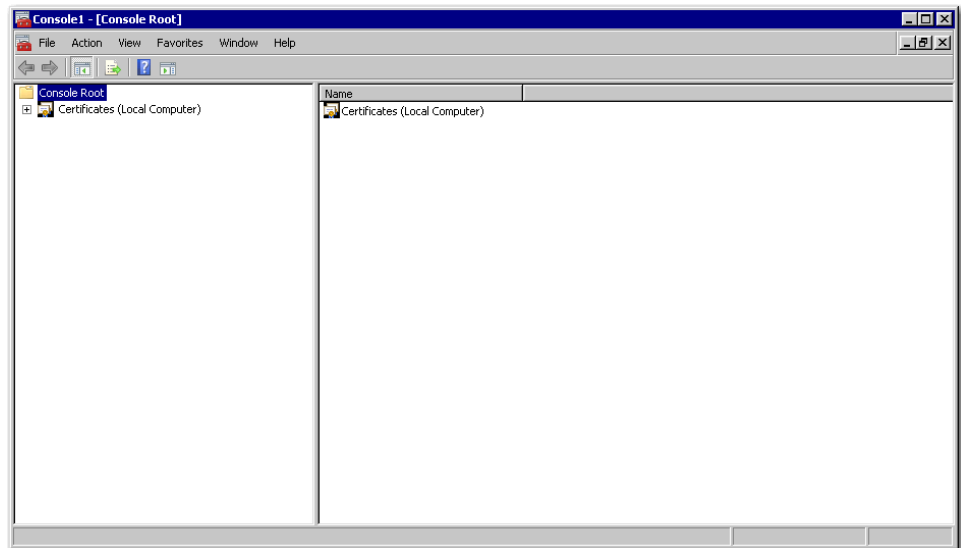 Console1 - [Console Root]
File Action View Favorites Window Help
Console Root
Certificates (Local Computer)
Name
Certificates (Local Computer)